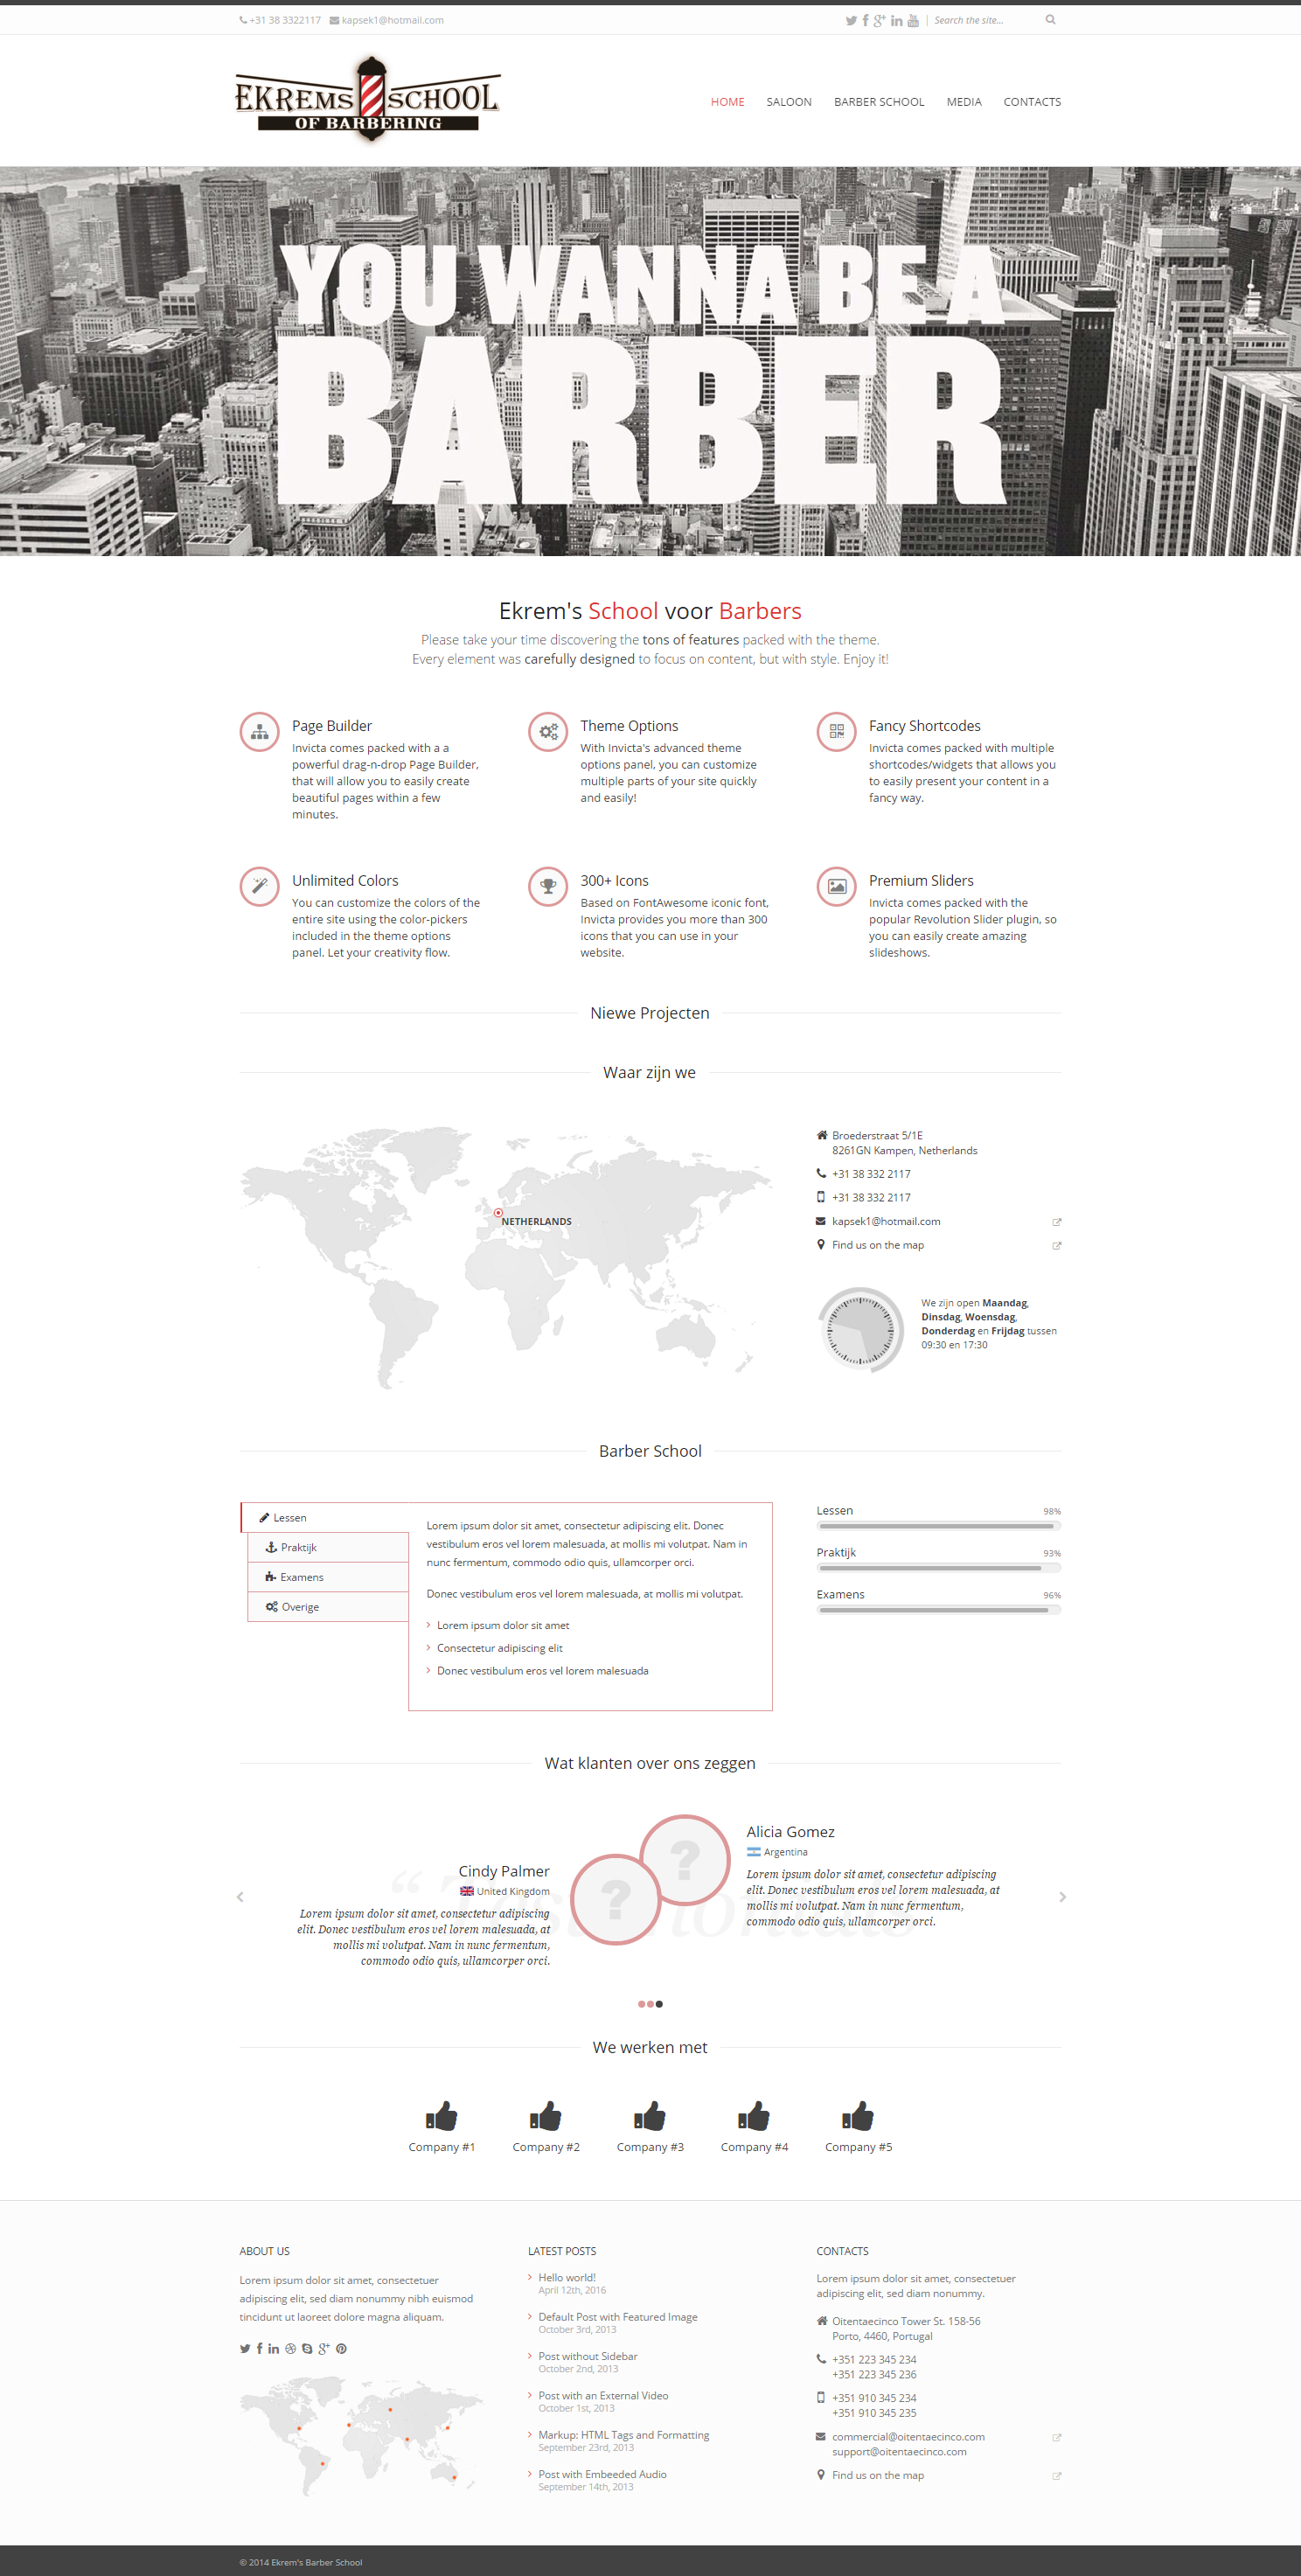 +31 38 3322117 kapsek1@hotmail.com
Search the site...
EKREMS SCHOOL
OF BARBERING
HOME SALOON BARBER SCHOOL MEDIA CONTACTS
YOU WANNA BE A
BARBER
Ekrem's School voor Barbers
Please take your time discovering the tons of features packed with the theme.
Every element was carefully designed to focus on content, but with style. Enjoy it!
Page Builder
Invicta comes packed with a a
powerful drag-n-drop Page Builder,
that will allow you to easily create
beautiful pages within a few
minutes.
Theme Options
With Invicta's advanced theme
options panel, you can customize
multiple parts of your site quickly
and easily!
Fancy Shortcodes
Invicta comes packed with multiple
shortcodes/widgets that allows you
to easily present your content in a
fancy way.
Unlimited Colors
You can customize the colors of the
entire site using the color-pickers
included in the theme options
panel. Let your creativity flow.
300+ Icons
Based on FontAwesome iconic font,
Invicta provides you more than 300
icons that you can use in your
website.
Premium Sliders
Invicta comes packed with the
popular Revolution Slider plugin, so
you can easily create amazing
slideshows.
Niewe Projecten
Waar zijn we
NETHERLANDS
Broederstraat 5/1E
8261GN Kampen, Netherlands
+31 38 332 2117
+31 38 332 2117
kapsek1@hotmail.com
Find us on the map
We zijn open Maandag,
Dinsdag, Woensdag,
Donderdag en Frijdag tussen
09:30 en 17:30
Barber School
Lessen
Praktijk
Examens
Overige
Lorem ipsum dolor sit amet, consectetur adipiscing elit. Donec
vestibulum eros vel lorem malesuada, at mollis mi volutpat. Nam in
nunc fermentum, commodo odio quis, ullamcorper orci.
Donec vestibulum eros vel lorem malesuada, at mollis mi volutpat.
Lorem ipsum dolor sit amet
Consectetur adipiscing elit
Donec vestibulum eros vel lorem malesuada
Lessen 98%
Praktijk 93%
Examens 96%
Wat klanten over ons zeggen
Cindy Palmer
United Kingdom
Lorem ipsum dolor sit amet, consectetur adipiscing
elit. Donec vestibulum eros vel lorem malesuada, at
mollis mi volutpat. Nam in nunc fermentum,
commodo odio quis, ullamcorper orci.
Alicia Gomez
Argentina
Lorem ipsum dolor sit amet, consectetur adipiscing
elit. Donec vestibulum eros vel lorem malesuada, at
mollis mi volutpat. Nam in nunc fermentum,
commodo odio quis, ullamcorper orci.
We werken met
Company #1 Company #2 Company #3 Company #4 Company #5
ABOUT US
Lorem ipsum dolor sit amet, consectetuer
adipiscing elit, sed diam nonummy nibh euismod
tincidunt ut laoreet dolore magna aliquam.
LATEST POSTS
Hello world!
April 12th, 2016
Default Post with Featured Image
October 3rd, 2013
Post without Sidebar
October 2nd, 2013
Post with an External Video
October 1st, 2013
Markup: HTML Tags and Formatting
September 23rd, 2013
Post with Embeeded Audio
September 14th, 2013
CONTACTS
Lorem ipsum dolor sit amet, consectetuer
adipiscing elit, sed diam nonummy.
Oitentaecinco Tower St. 158-56
Porto, 4460, Portugal
+351 223 345 234
+351 223 345 236
+351 910 345 234
+351 910 345 235
commercial@oitentaecinco.com
support@oitentaecinco.com
Find us on the map
© 2014 Ekrem's Barber School